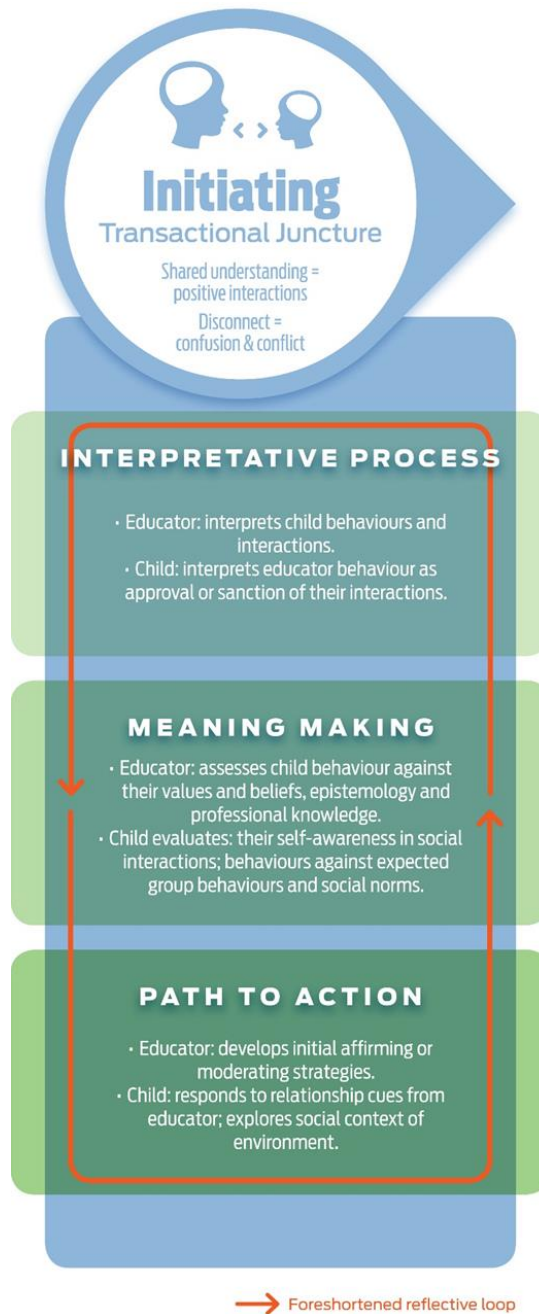 Initiating
Transactional Juncture
Shared understanding =
positive interactions
Disconnect =
confusion & conflict
INTERPRETATIVE PROCESS
• Educator: interprets child behaviours and
interactions.
• Child: interprets educator behaviour as
approval or sanction of their interactions.
MEANING MAKING
• Educator: assesses child behaviour against
their values and beliefs, epistemology and
professional knowledge.
• Child evaluates: their self-awareness in social
interactions; behaviours against expected
group behaviours and social norms.
PATH TO ACTION
• Educator: develops initial affirming or
moderating strategies.
• Child: responds to relationship cues from
educator; explores social context of
environment.
Foreshortened reflective loop